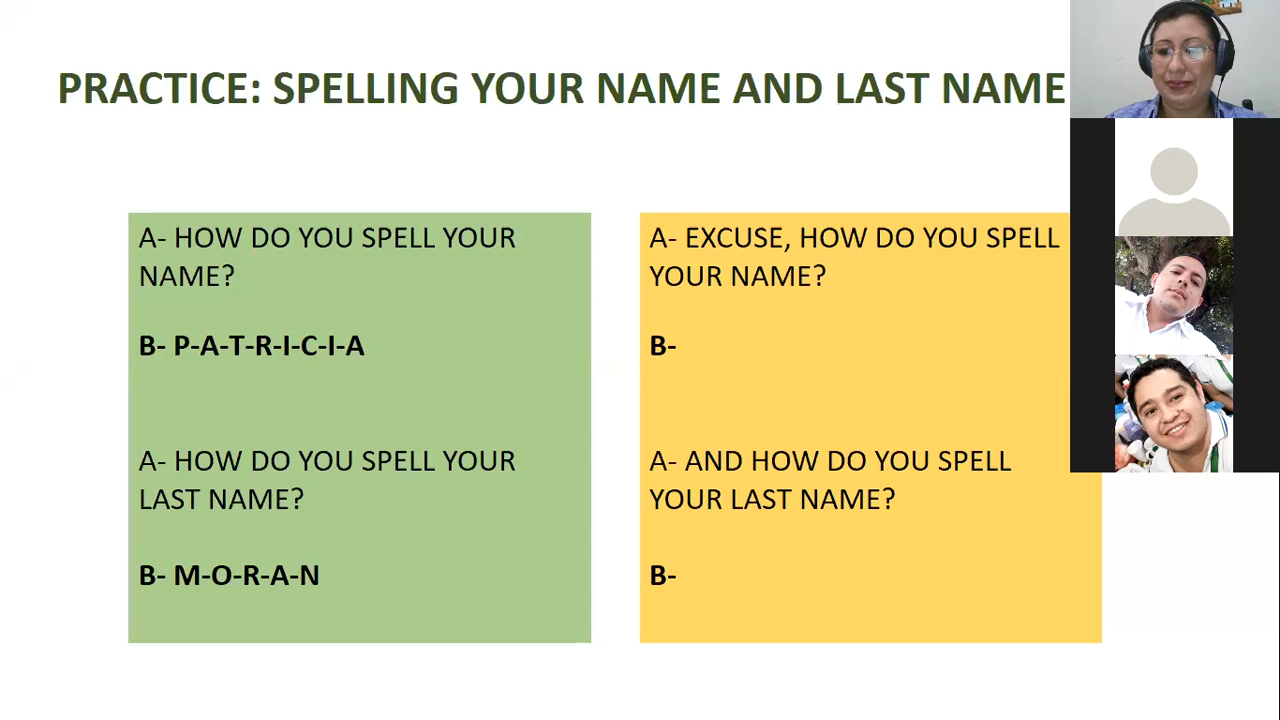 PRACTICE: SPELLING YOUR NAME AND LAST NAME
A- HOW DO YOU SPELL YOUR
NAME?
B- P-A-T-R-I-C-I-A
A- HOW DO YOU SPELL YOUR
LAST NAME?
B- M-O-R-A-N
A- EXCUSE, HOW DO YOU SPELL
YOUR NAME?
B-
A- AND HOW DO YOU SPELL
YOUR LAST NAME?
B-